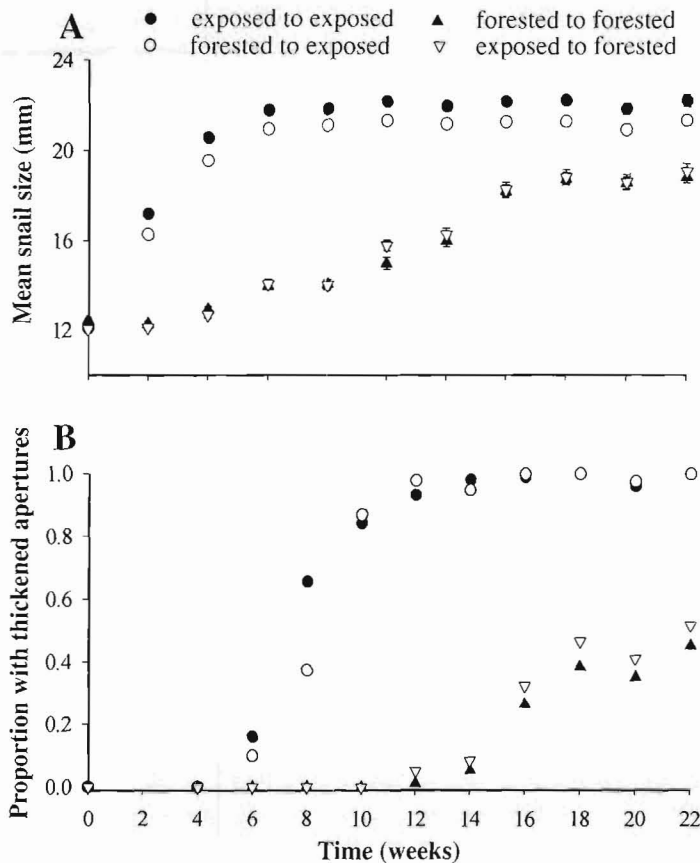 A
exposed to exposed
forested to forested
forested to exposed
exposed to forested
24
20
16
12
Mean snail size (mm)
B
1.0
0.8
0.6
0.4
0.2
0.0
Proportion with thickened apertures
0 2 4 6 8 10 12 14 16 18 20 22
Time (weeks)